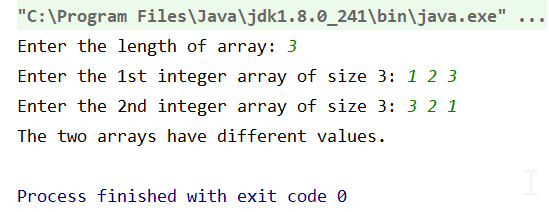 "C:\Program Files\Java\jdk1.8.0_241\bin\java.exe" ...
Enter the length of array: 3
Enter the 1st integer array of size 3: 1 2 3
Enter the 2nd integer array of size 3: 3 2 1
The two arrays have different values.
Process finished with exit code 0